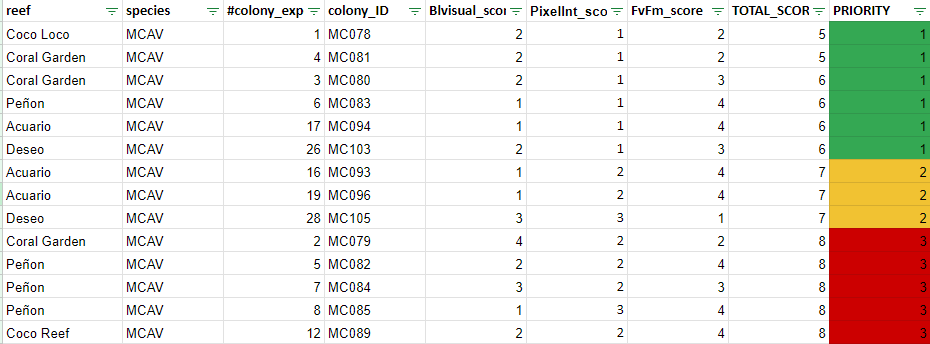 reef species #colony_exp colony_ID Blvisual_scor PixelInt_sco FvFm_score TOTAL_SCOR PRIORITY
Coco Loco MCAV 1 MC078 2 1 2 5 1
Coral Garden MCAV 4 MC081 2 1 2 5 1
Coral Garden MCAV 3 MC080 2 1 3 6 1
Peñon MCAV 6 MC083 1 1 4 6 1
Acuario MCAV 17 MC094 1 1 4 6 1
Deseo MCAV 26 MC103 2 1 3 6 1
Acuario MCAV 16 MC093 1 2 4 7 2
Acuario MCAV 19 MC096 1 2 4 7 2
Deseo MCAV 28 MC105 3 3 1 7 2
Coral Garden MCAV 2 MC079 4 2 2 8 3
Peñon MCAV 5 MC082 2 2 4 8 3
Peñon MCAV 7 MC084 3 2 3 8 3
Peñon MCAV 8 MC085 1 3 4 8 3
Coco Reef MCAV 12 MC089 2 2 4 8 3